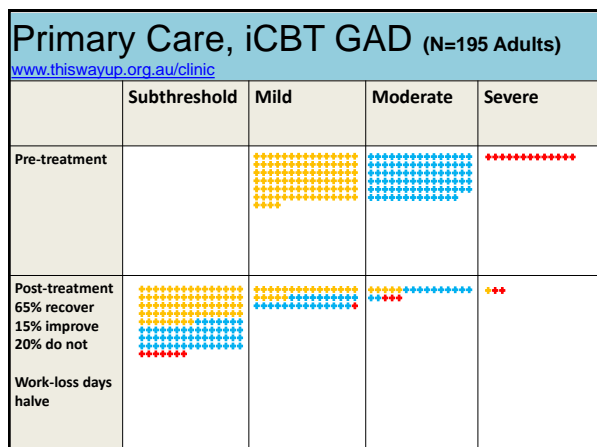 Primary Care, iCBT GAD (N=195 Adults)
www.thiswayup.org.au/clinic
Subthreshold Mild Moderate Severe
Pre-treatment
Post-treatment
65% recover
15% improve
20% do not
Work-loss days
halve